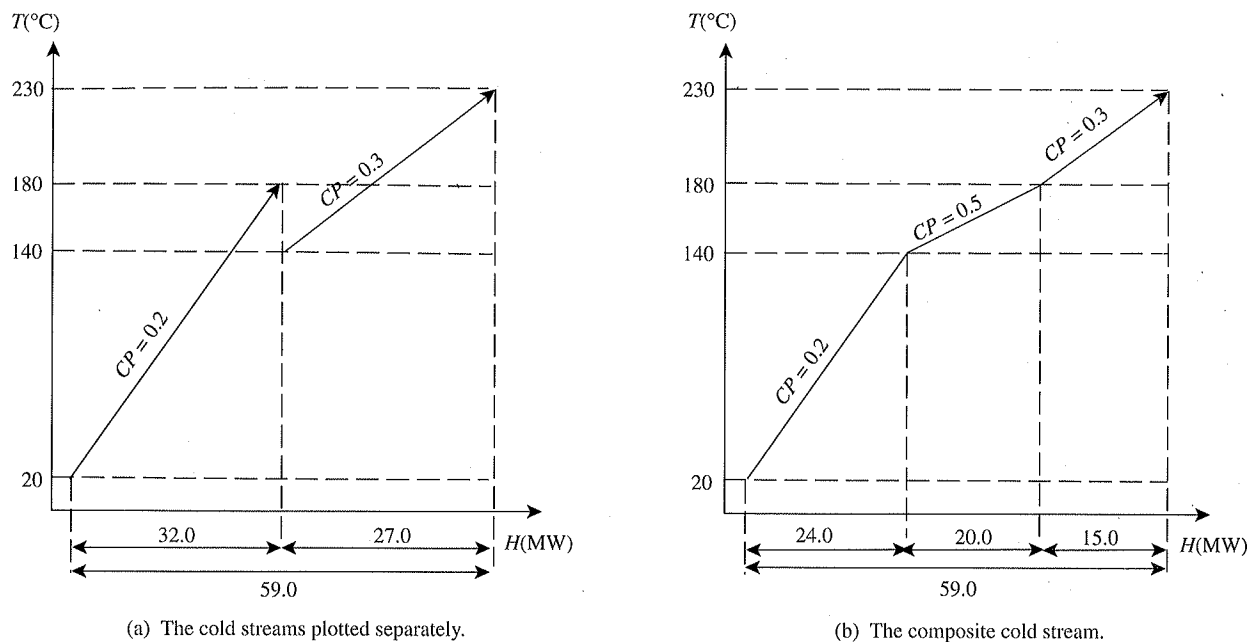 T(°C)
230
180
140
20
CP = 0.2
CP = 0.3
32.0
27.0
H(MW)
59.0
(a) The cold streams plotted separately.
T(°C)
230
180
140
20
CP = 0.2
CP = 0.5
CP = 0.3
24.0
20.0
15.0
H(MW)
59.0
(b) The composite cold stream.